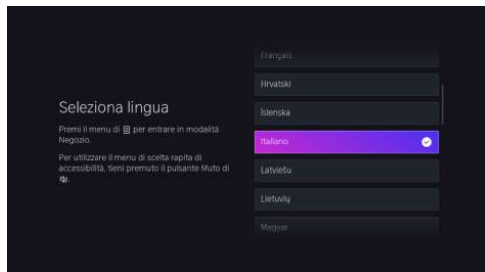 Seleziona lingua
Premi il menu di per entrare in modalità
Negozio.
Per utilizzare il menu di scelta rapida di
accessibilità, tieni premuto il pulsante Muto di
.
Français
Hrvatski
Íslenska
Italiano
Latviešu
Lietuvių
Magyar